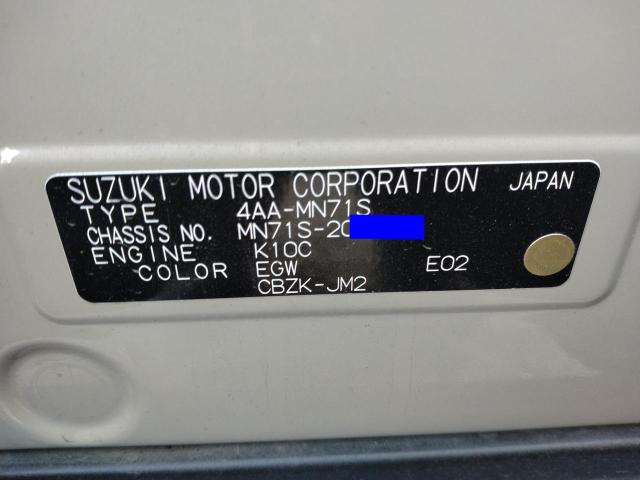 SUZUKI MOTOR CORPORATION JAPAN
TYPE 4AA-MN71S
CHASSIS NO. MN71S-20
ENGINE K10C
COLOR EGW E02
CBZK-JM2